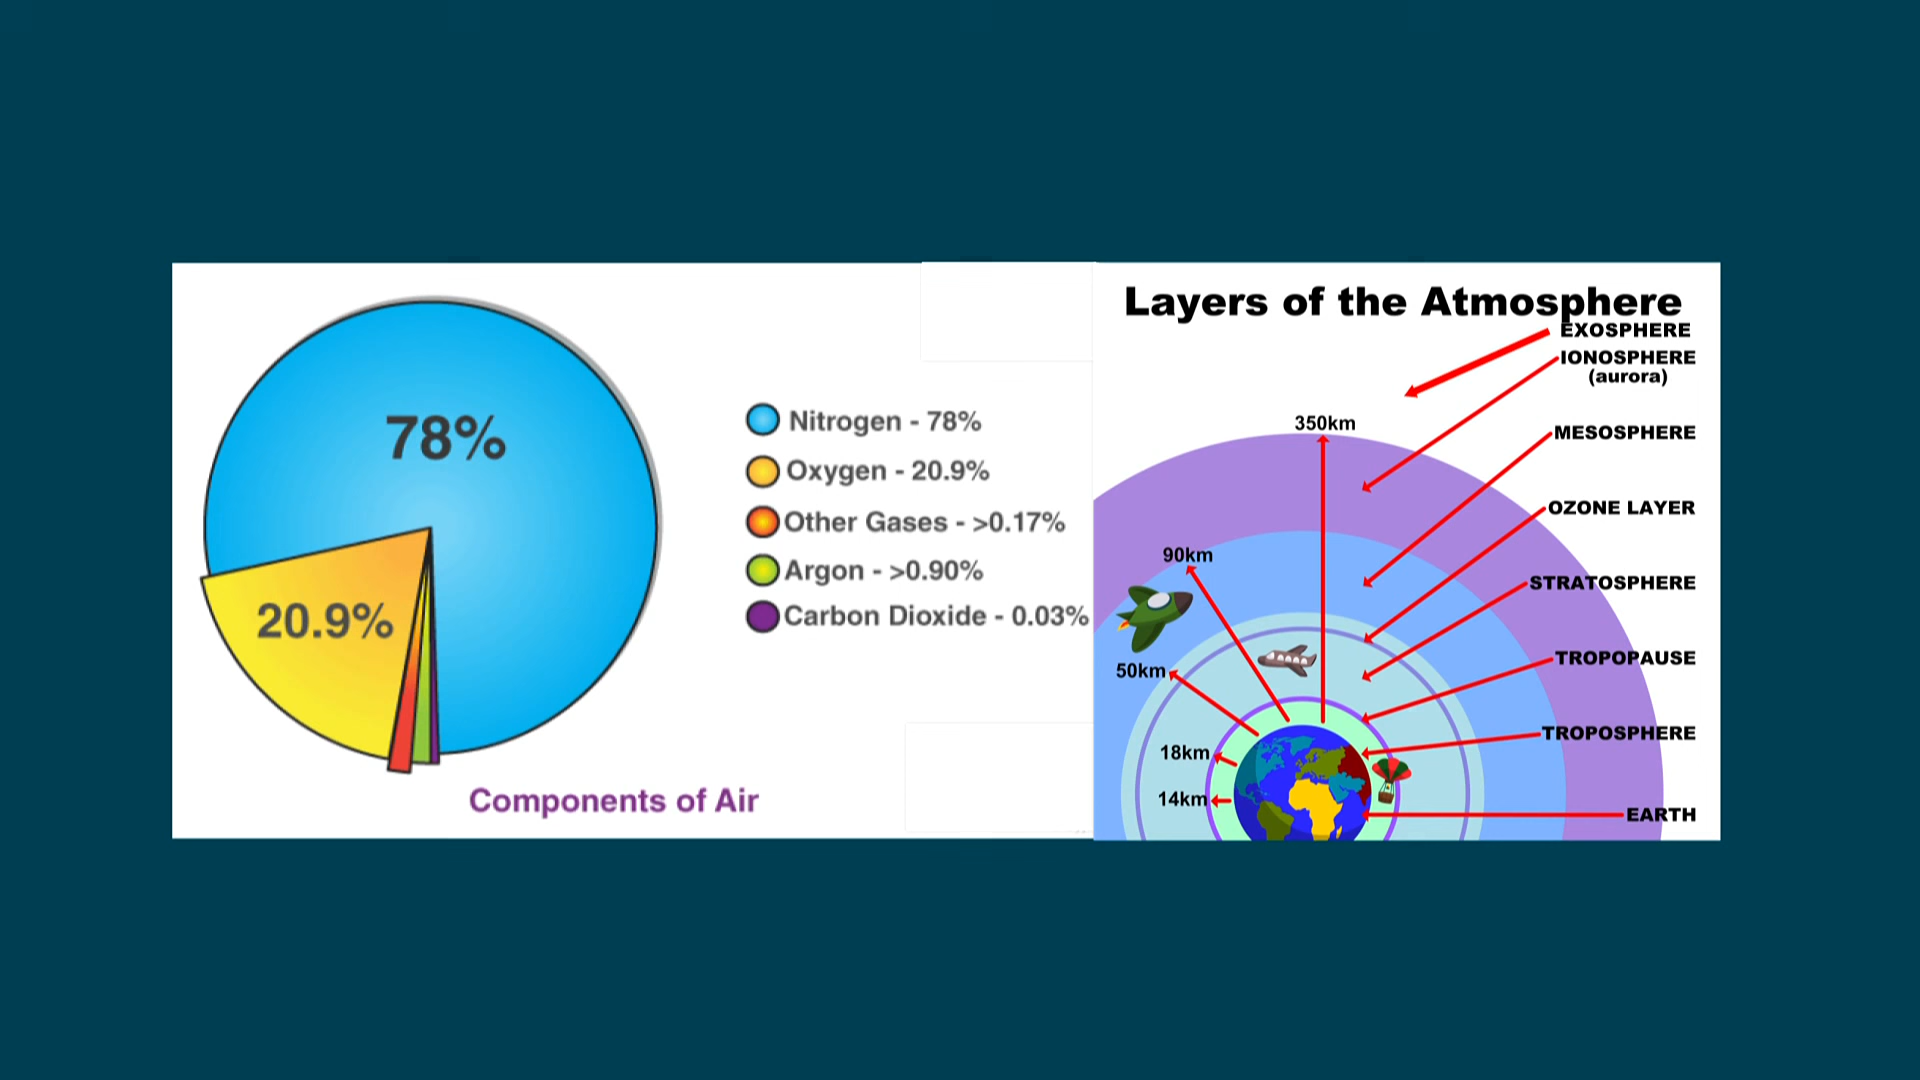 78%
20.9%
Nitrogen - 78%
Oxygen - 20.9%
Other Gases - >0.17%
Argon - >0.90%
Carbon Dioxide - 0.03%
Components of Air
Layers of the Atmosphere
EXOSPHERE
IONOSPHERE
(aurora)
MESOSPHERE
OZONE LAYER
STRATOSPHERE
TROPOPAUSE
TROPOSPHERE
EARTH
350km
90km
50km
18km
14km